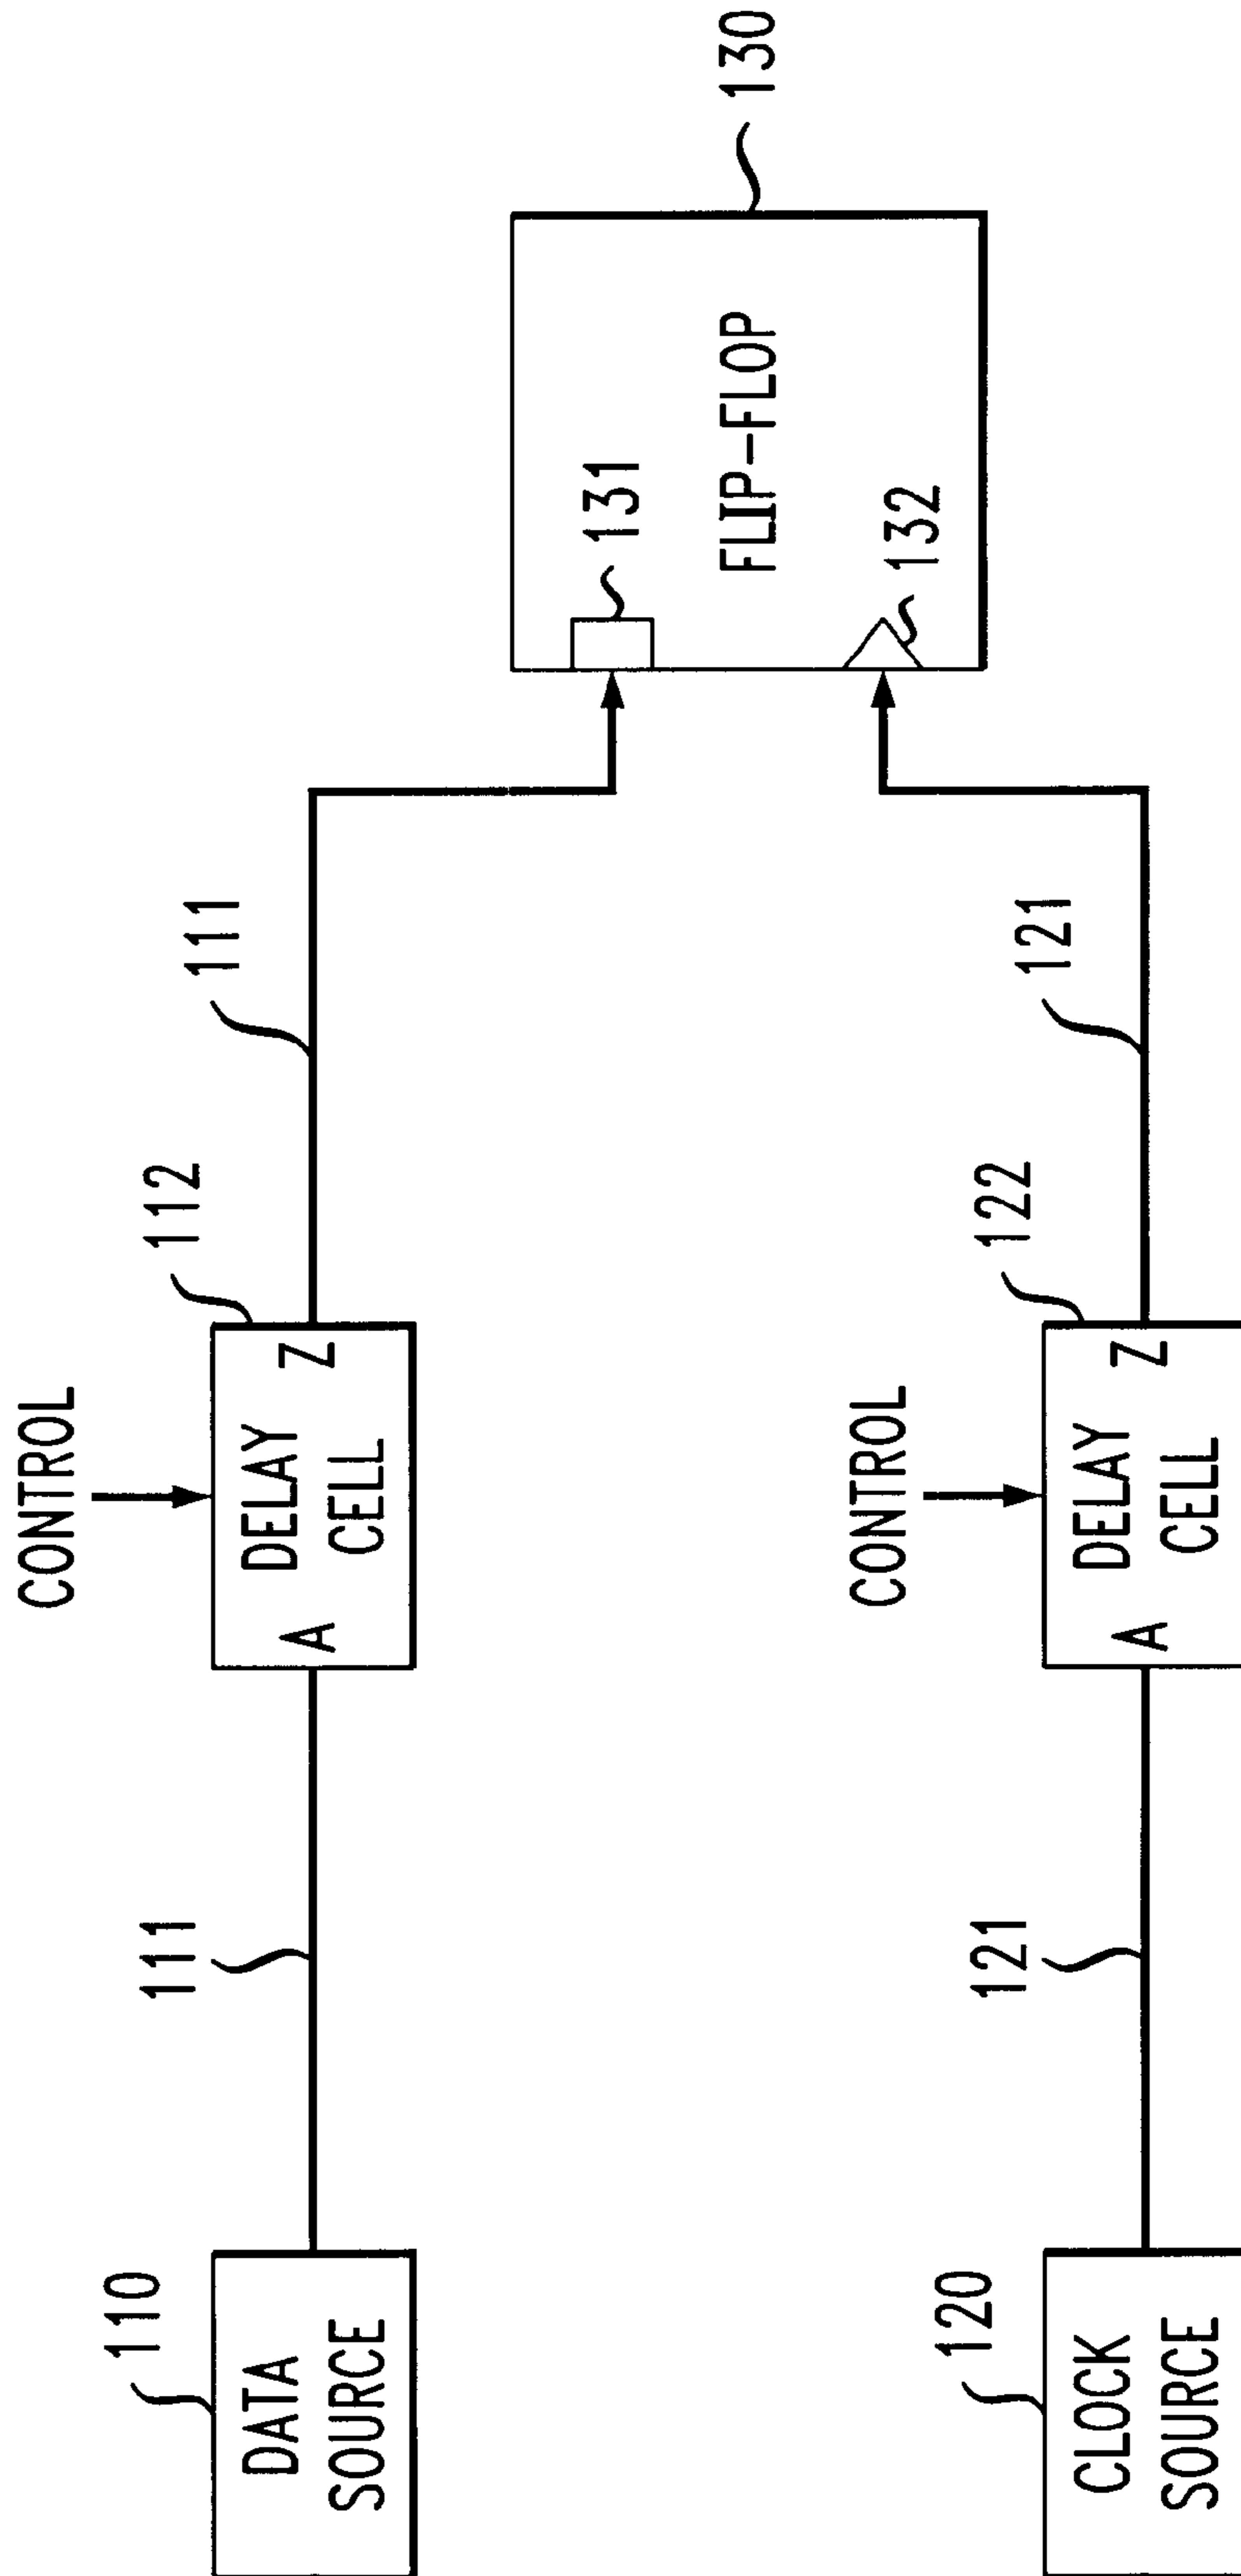 CONTROL
110
111
112
111
DATA
SOURCE
A
DELAY
CELL
Z
130
131
FLIP-FLOP
132
CONTROL
120
121
122
121
CLOCK
SOURCE
A
DELAY
CELL
Z